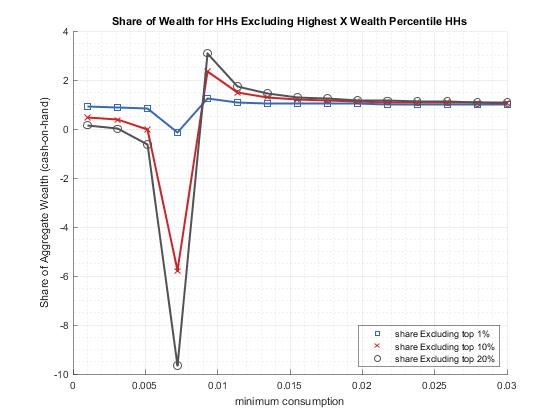 Share of Wealth for HHs Excluding Highest X Wealth Percentile HHs
Share of Aggregate Wealth (cash-on-hand)
4
2
0
-2
-4
-6
-8
-10
share Excluding top 1%
share Excluding top 10%
share Excluding top 20%
0
0.005
0.01
0.015
0.02
0.025
0.03
minimum consumption